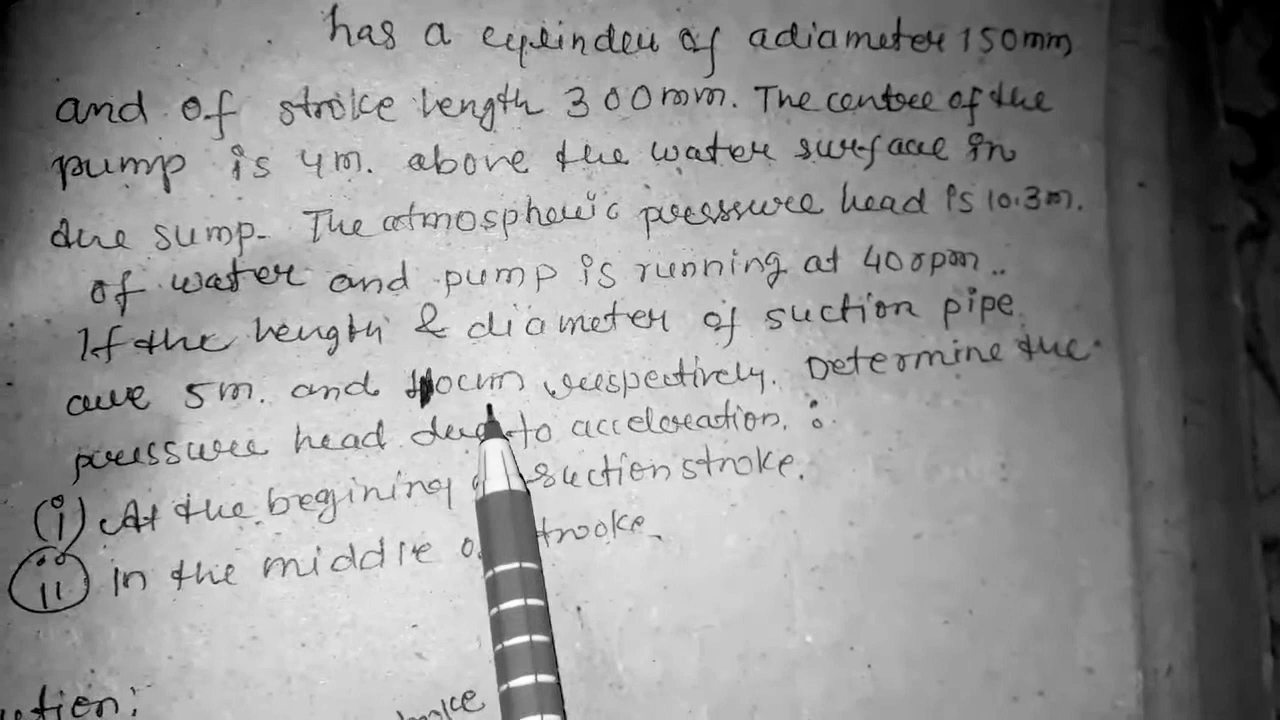 has a cylinder of a diameter 150mm
and of stroke length 300mm. The centre of the
pump is 4m. above the water surface in
the sump. The atmospheric pressure head is 10.3m.
of water and pump is running at 40rpm..
If the length & diameter of suction pipe
are 5m. and 10cm respectively. Determine the
pressure head due to acceleration. :
(i) At the begining suction stroke.
(ii) in the middle